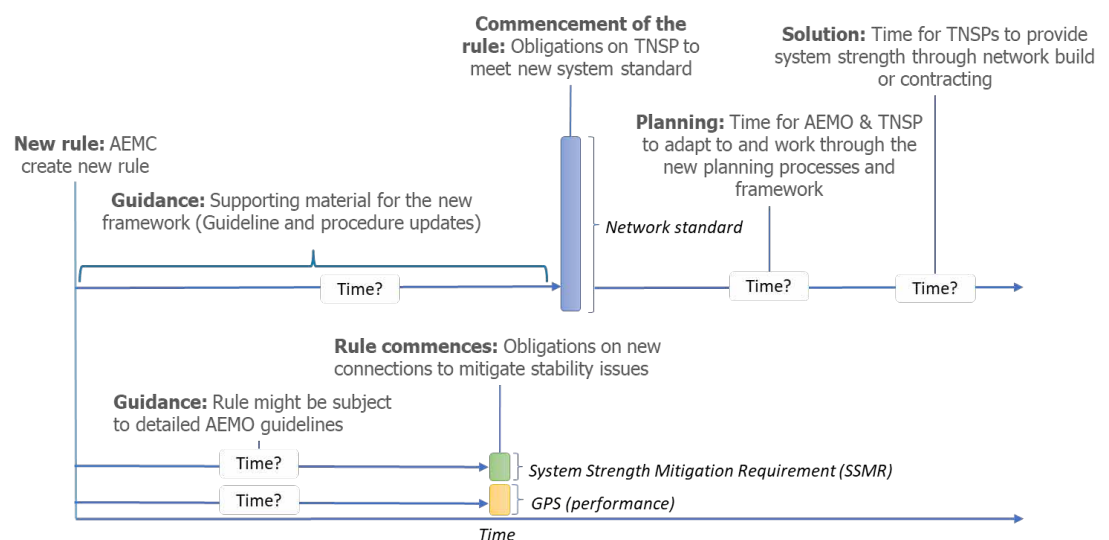 Commencement of the
rule: Obligations on TNSP to
meet new system standard
Solution: Time for TNSPs to provide
system strength through network build
or contracting
New rule: AEMC
create new rule
Planning: Time for AEMO & TNSP
to adapt to and work through the
new planning processes and
framework
Guidance: Supporting material for the new
framework (Guideline and procedure updates)
Network standard
Time?
Time?
Time?
Rule commences: Obligations on new
connections to mitigate stability issues
Guidance: Rule might be subject
to detailed AEMO guidelines
Time?
System Strength Mitigation Requirement (SSMR)
Time?
GPS (performance)
Time